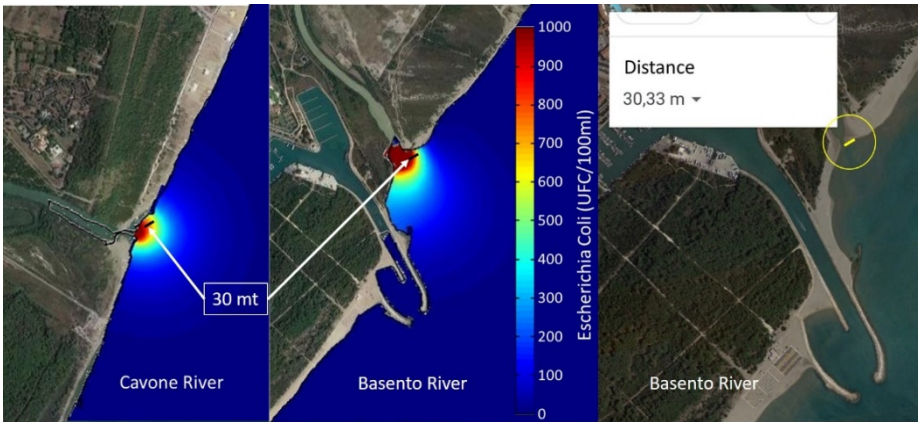 30 mt
Cavone River
Basento River
1000
900
800
700
600
500
400
300
200
100
0
Escherichia Coli (UFC/100ml)
Distance
30,33 m
Basento River